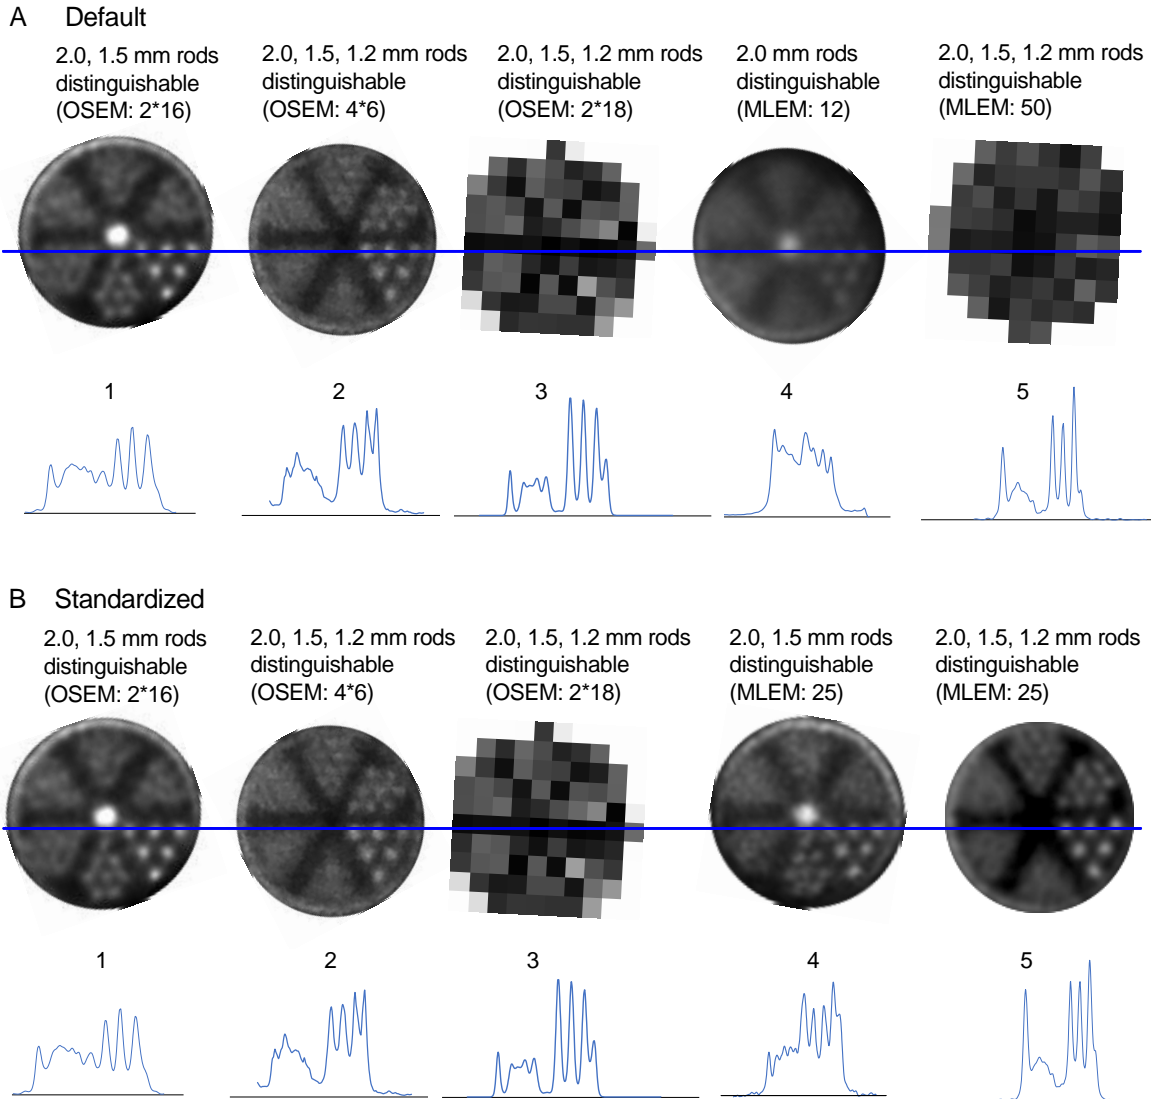 A Default
2.0, 1.5 mm rods
distinguishable
(OSEM: 2*16)
2.0, 1.5, 1.2 mm rods
distinguishable
(OSEM: 4*6)
2.0, 1.5, 1.2 mm rods
distinguishable
(OSEM: 2*18)
2.0 mm rods
distinguishable
(MLEM: 12)
2.0, 1.5, 1.2 mm rods
distinguishable
(MLEM: 50)
1
2
3
4
5
B Standardized
2.0, 1.5 mm rods
distinguishable
(OSEM: 2*16)
2.0, 1.5, 1.2 mm rods
distinguishable
(OSEM: 4*6)
2.0, 1.5, 1.2 mm rods
distinguishable
(OSEM: 2*18)
2.0, 1.5 mm rods
distinguishable
(MLEM: 25)
2.0, 1.5, 1.2 mm rods
distinguishable
(MLEM: 25)
1
2
3
4
5